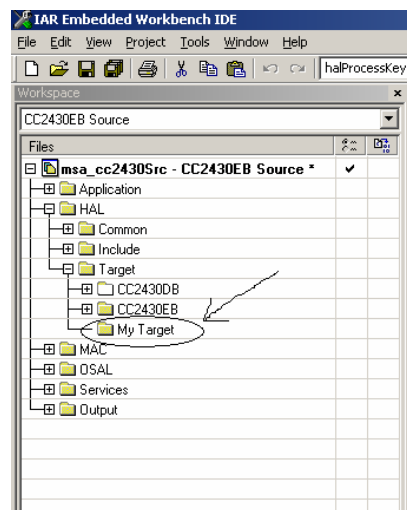 IAR Embedded Workbench IDE
File Edit View Project Tools Window Help
halProcessKey
Workspace x
CC2430EB Source
Files
msa_cc2430Src - CC2430EB Source *
Application
HAL
Common
Include
Target
CC2430DB
CC2430EB
My Target
MAC
OSAL
Services
Output